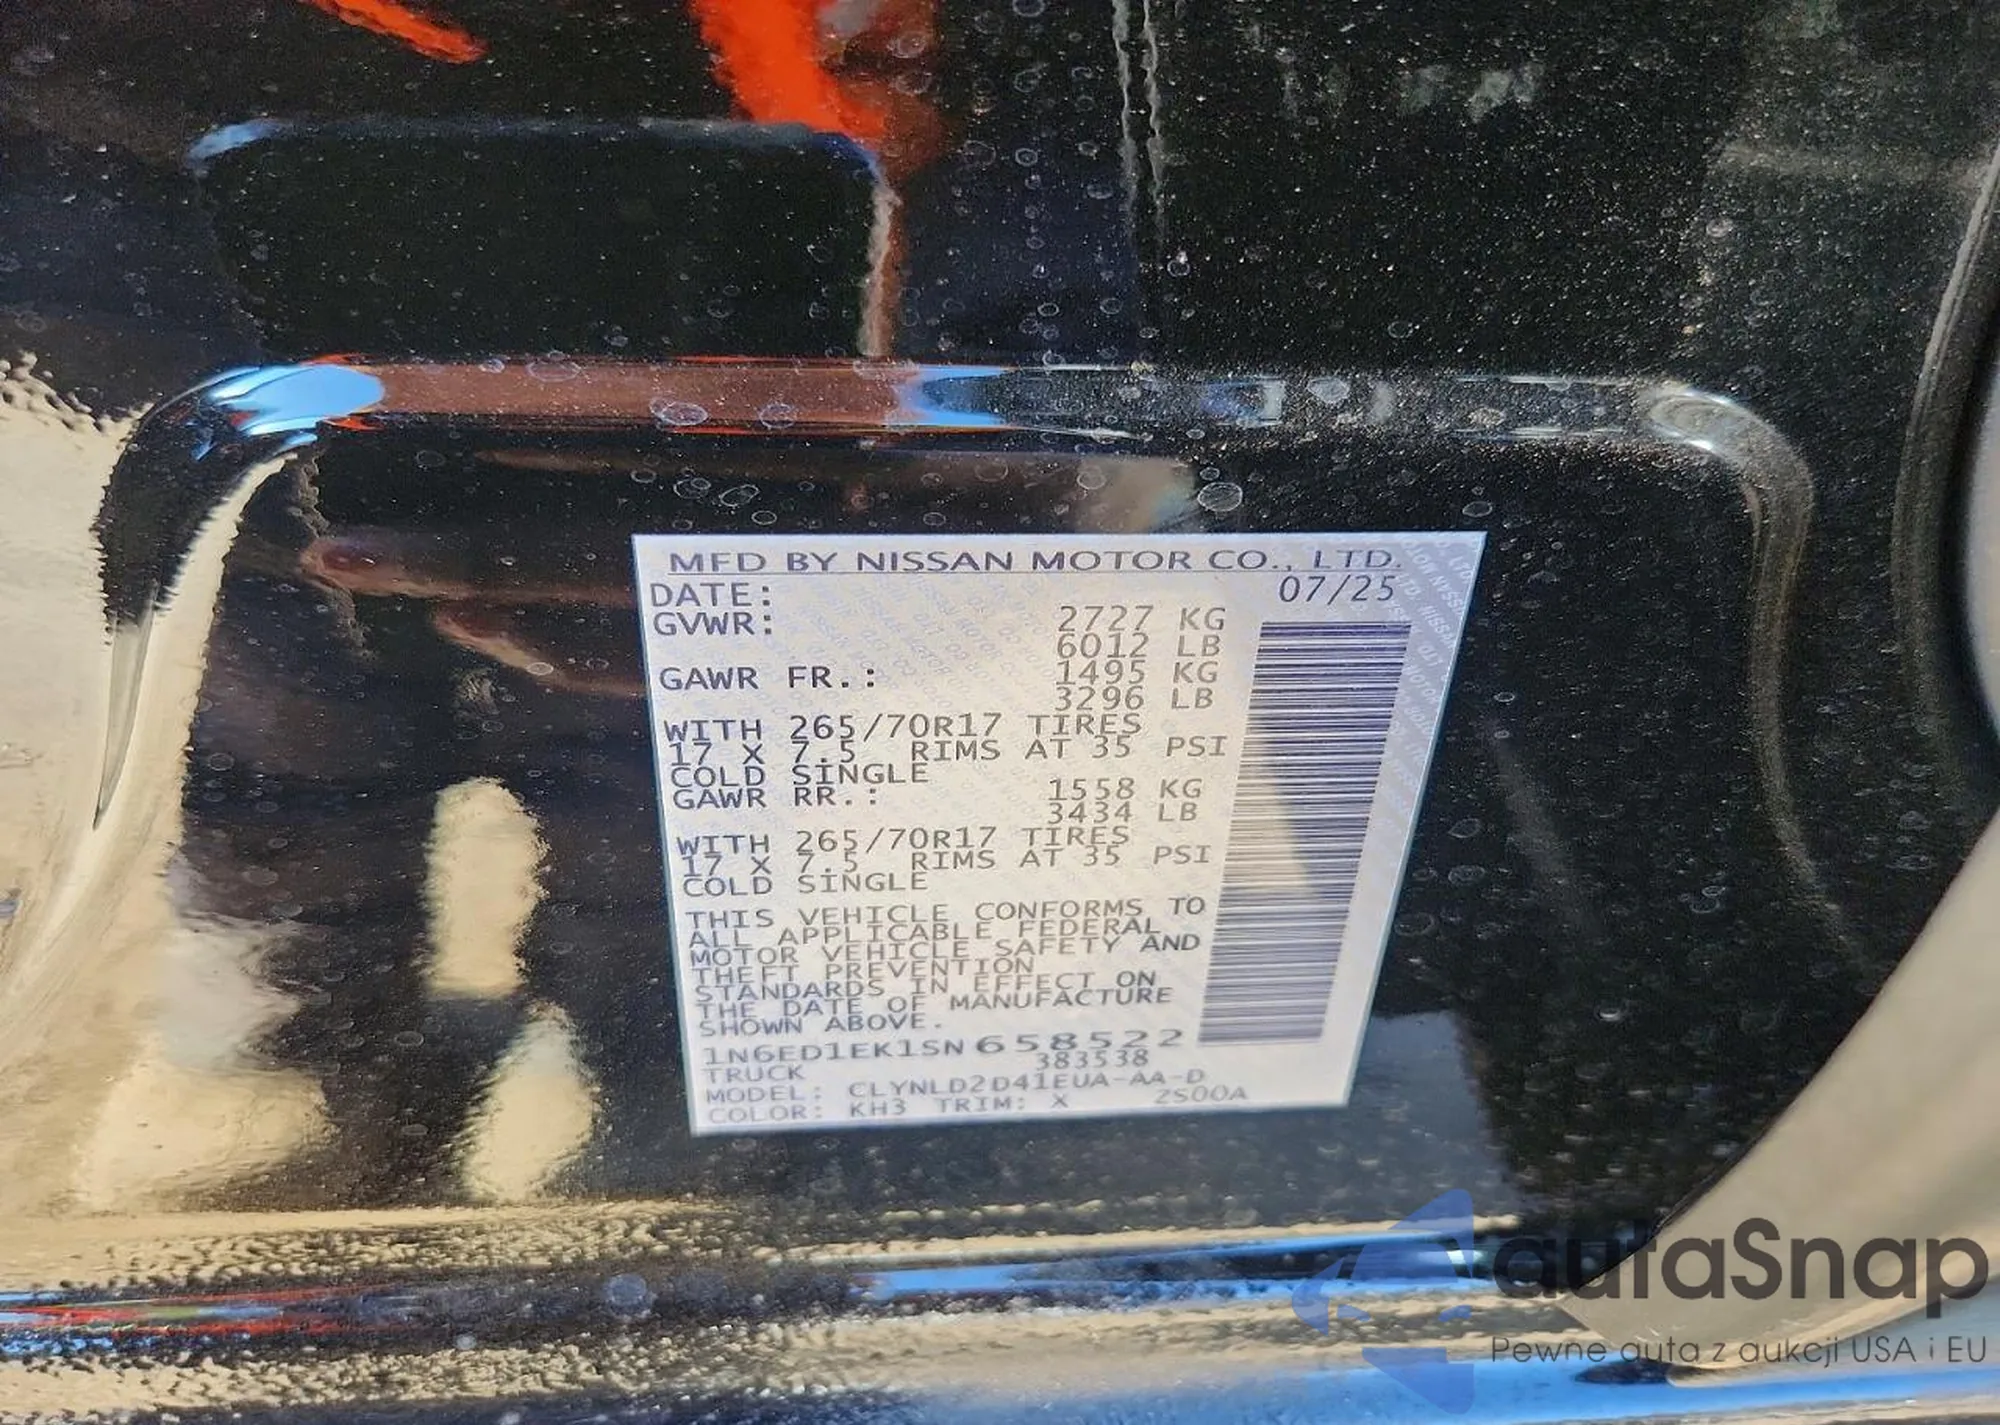 MFD BY NISSAN MOTOR CO., LTD.
DATE: 07/25
GVWR: 2727 KG
6012 LB
GAWR FR.: 1495 KG
3296 LB
WITH 265/70R17 TIRES
17 X 7.5 RIMS AT 35 PSI
COLD SINGLE
GAWR RR.: 1558 KG
3434 LB
WITH 265/70R17 TIRES
17 X 7.5 RIMS AT 35 PSI
COLD SINGLE
THIS VEHICLE CONFORMS TO
ALL APPLICABLE FEDERAL
MOTOR VEHICLE SAFETY AND
THEFT PREVENTION
STANDARDS IN EFFECT ON
THE DATE OF MANUFACTURE
SHOWN ABOVE.
1N6ED1EK1SN658522
TRUCK 383538
MODEL: CLYNLD2D41EUA-AA-D
COLOR: KH3 TRIM: X ZS00A
autaSnap
Pewne auta z aukcji USA i EU